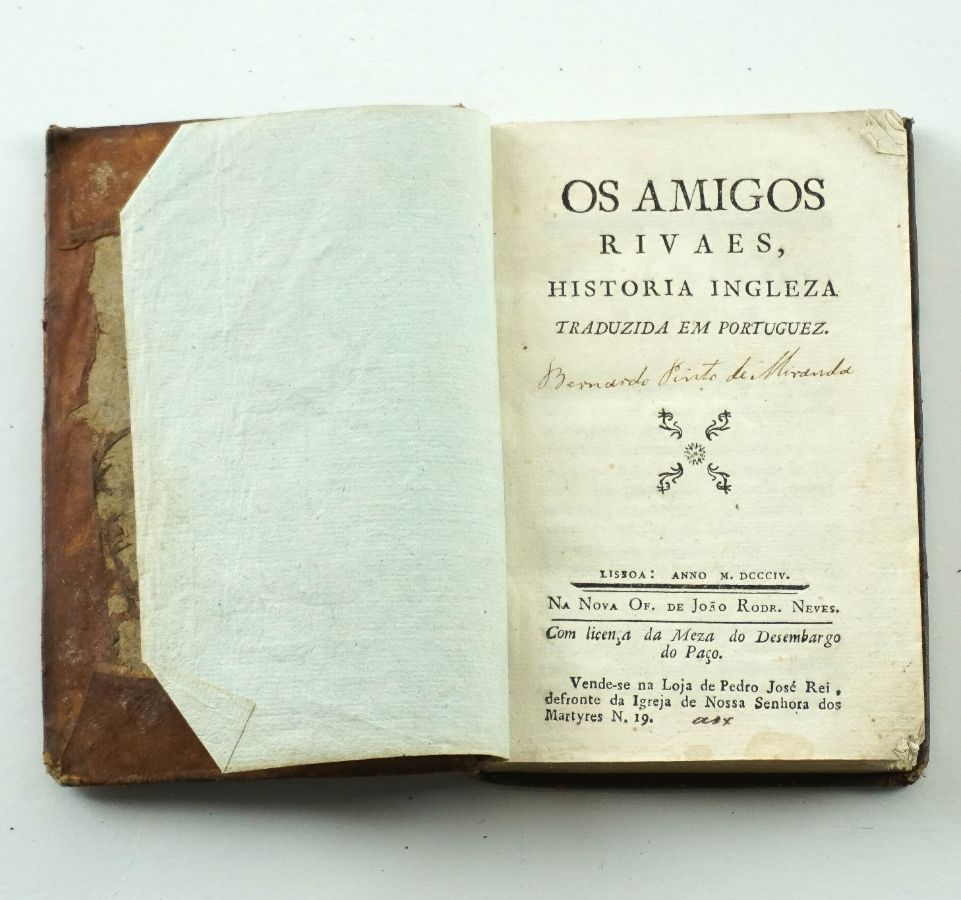 OS AMIGOS
RIVAES,
HISTORIA INGLEZA
TRADUZIDA EM PORTUGUEZ.
Bernardo Pinto de Miranda
LISBOA: ANNO M. DCCCIV.
NA NOVA OF. DE JOÃO RODR. NEVES.
Com licença da Meza do Desembargo
do Paço.
Vende-se na Loja de Pedro José Rei,
defronte da Igreja de Nossa Senhora dos
Martyres N. 19.